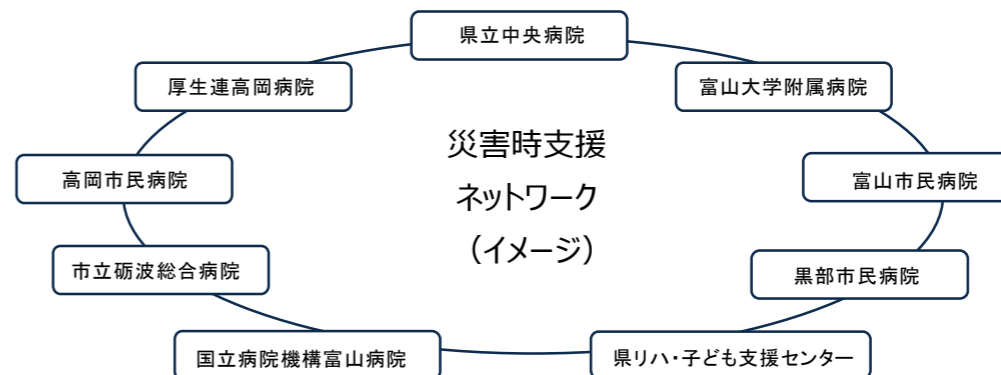 県立中央病院
厚生連高岡病院
富山大学附属病院
災害時支援
ネットワーク
（イメージ）
高岡市民病院
富山市民病院
市立砺波総合病院
黒部市民病院
国立病院機構富山病院
県リハ・子ども支援センター